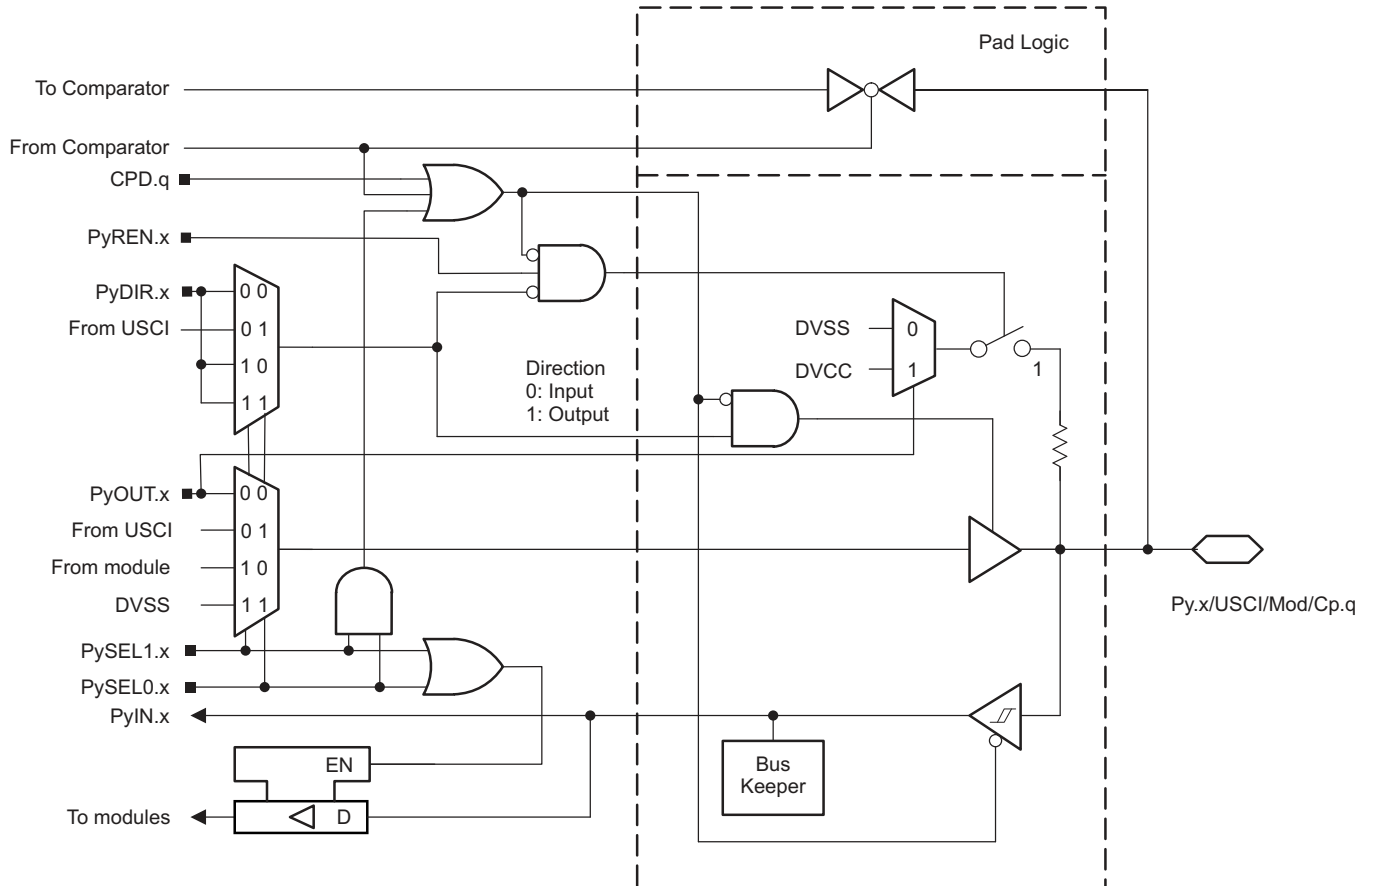 Pad Logic
To Comparator
From Comparator
CPD.q
PyREN.x
PyDIR.x
0 0
From USCI
0 1
1 0
1 1
Direction
0: Input
1: Output
DVSS
0
DVCC
1
1
PyOUT.x
0 0
From USCI
0 1
From module
1 0
DVSS
1 1
Py.x/USCI/Mod/Cp.q
PySEL1.x
PySEL0.x
PyIN.x
EN
Bus
Keeper
To modules
D